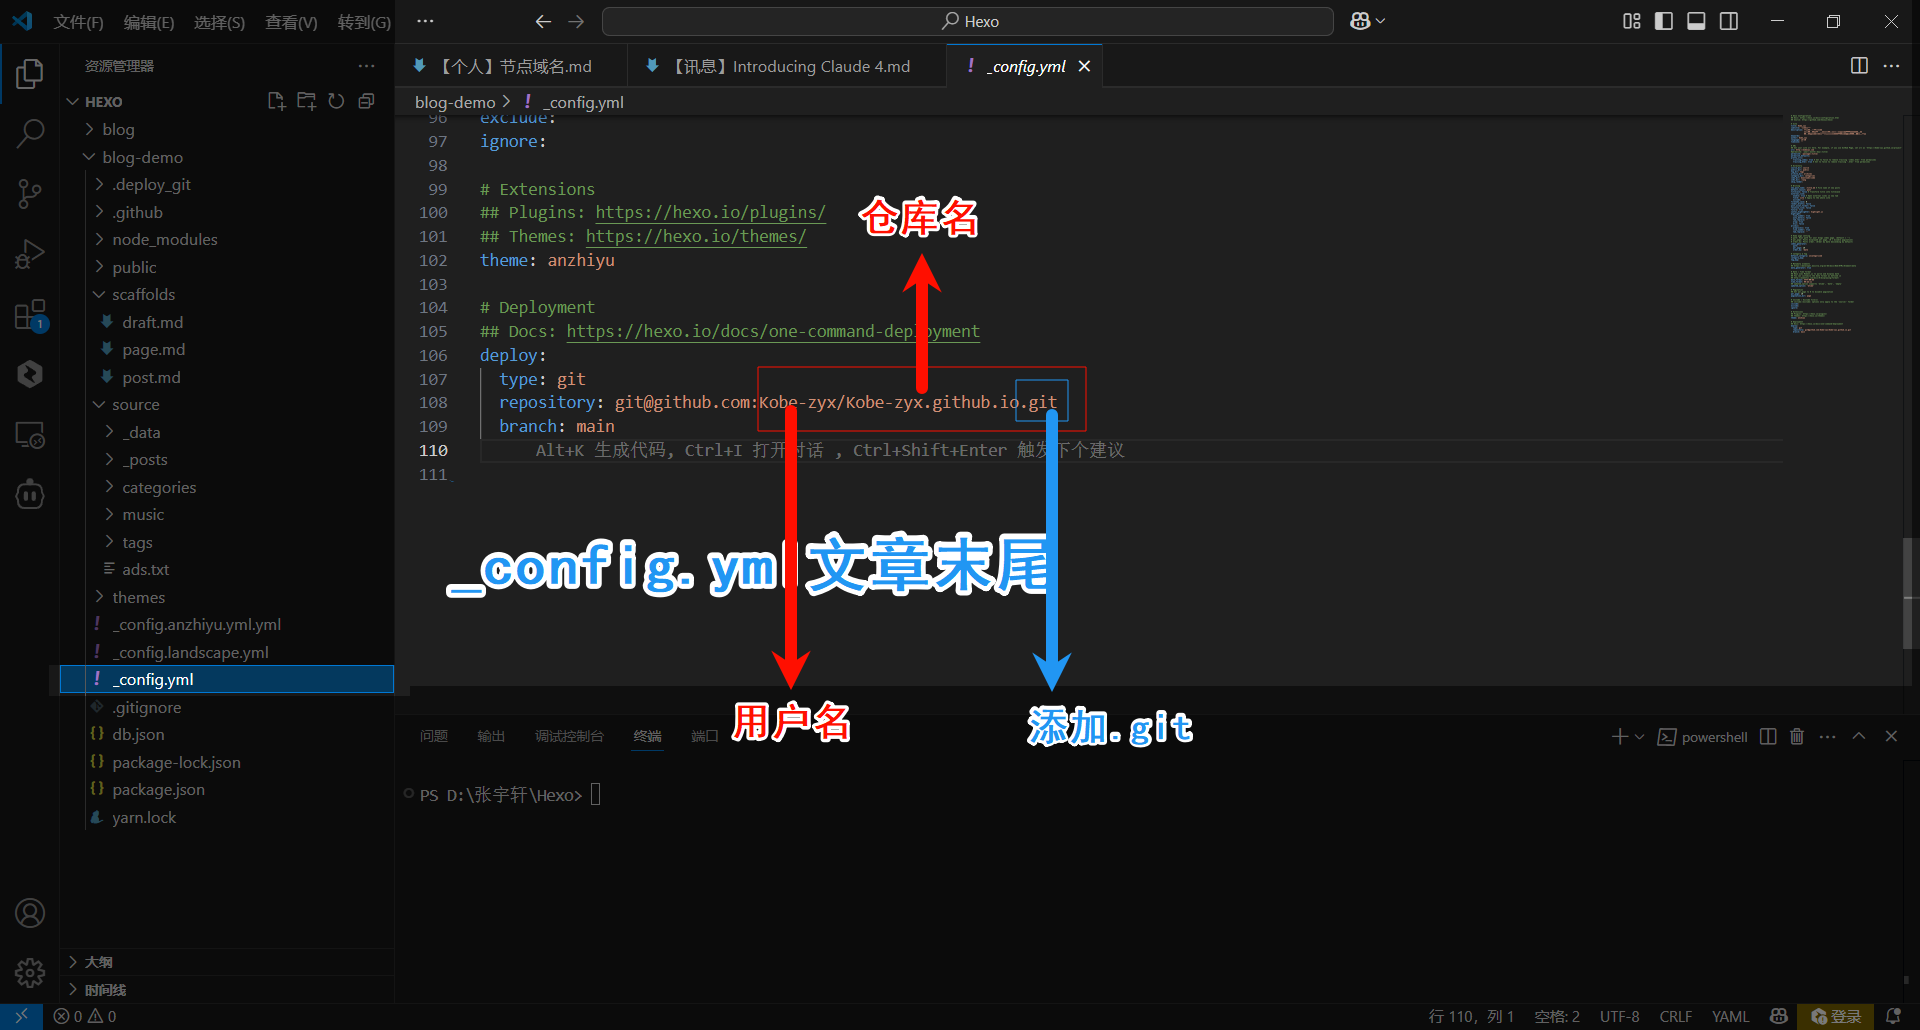 文件(F) 编辑(E) 选择(S) 查看(V) 转到(G) ··· Hexo
资源管理器
【个人】节点域名.md 【讯息】Introducing Claude 4.md ! _config.yml
blog-demo > ! _config.yml
HEXO
blog
blog-demo
.deploy_git
.github
node_modules
public
scaffolds
draft.md
page.md
post.md
source
_data
_posts
categories
music
tags
ads.txt
themes
! _config.anzhiyu.yml.yml
! _config.landscape.yml
! _config.yml
.gitignore
{} db.json
{} package-lock.json
{} package.json
yarn.lock
大纲
时间线
1
96 exclude:
97 ignore:
98
99 # Extensions
100 ## Plugins: https://hexo.io/plugins/
101 ## Themes: https://hexo.io/themes/
102 theme: anzhiyu
103
104 # Deployment
105 ## Docs: https://hexo.io/docs/one-command-deployment
106 deploy:
107 type: git
108 repository: git@github.com:Kobe-zyx/Kobe-zyx.github.io.git
109 branch: main
110 Alt+K 生成代码, Ctrl+I 打开对话 , Ctrl+Shift+Enter 触发下个建议
111
仓库名
_config.yml文章末尾
用户名
添加.git
问题 输出 调试控制台 终端 端口 powershell
PS D:\张宇轩\Hexo>
0 0 行 110, 列 1 空格: 2 UTF-8 CRLF YAML 登录